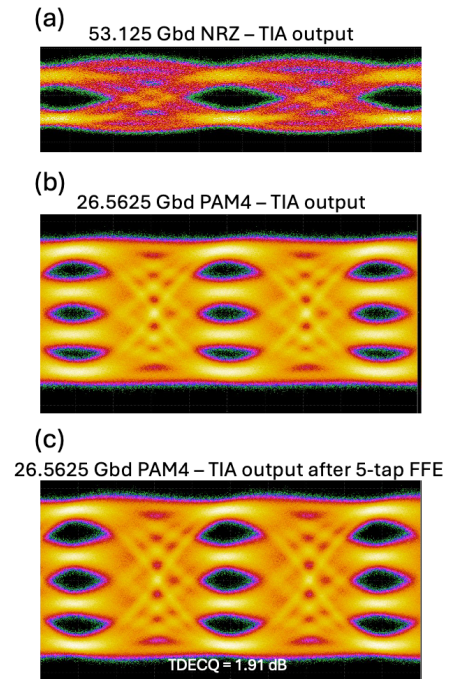 (a)
53.125 Gbd NRZ – TIA output
(b)
26.5625 Gbd PAM4 – TIA output
(c)
26.5625 Gbd PAM4 – TIA output after 5-tap FFE
TDECQ = 1.91 dB